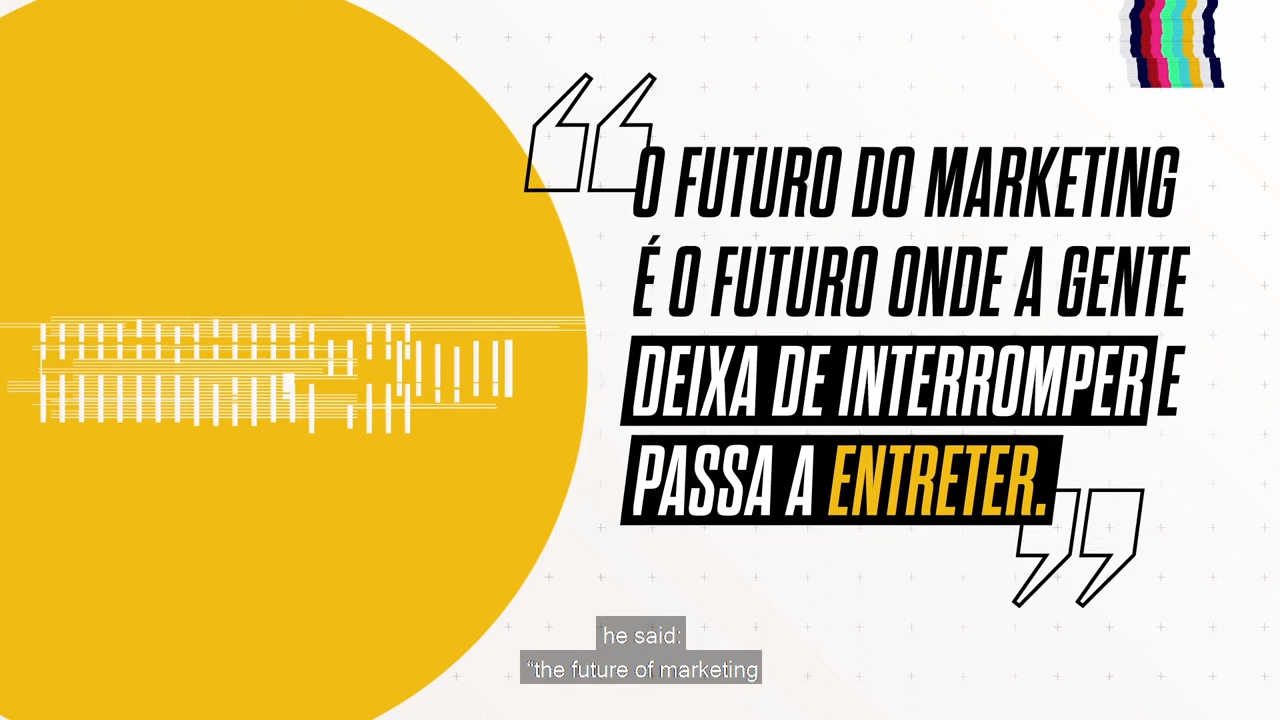 “
O FUTURO DO MARKETING
É O FUTURO ONDE A GENTE
DEIXA DE INTERROMPER E
PASSA A ENTRETER.
”
he said:
“the future of marketing